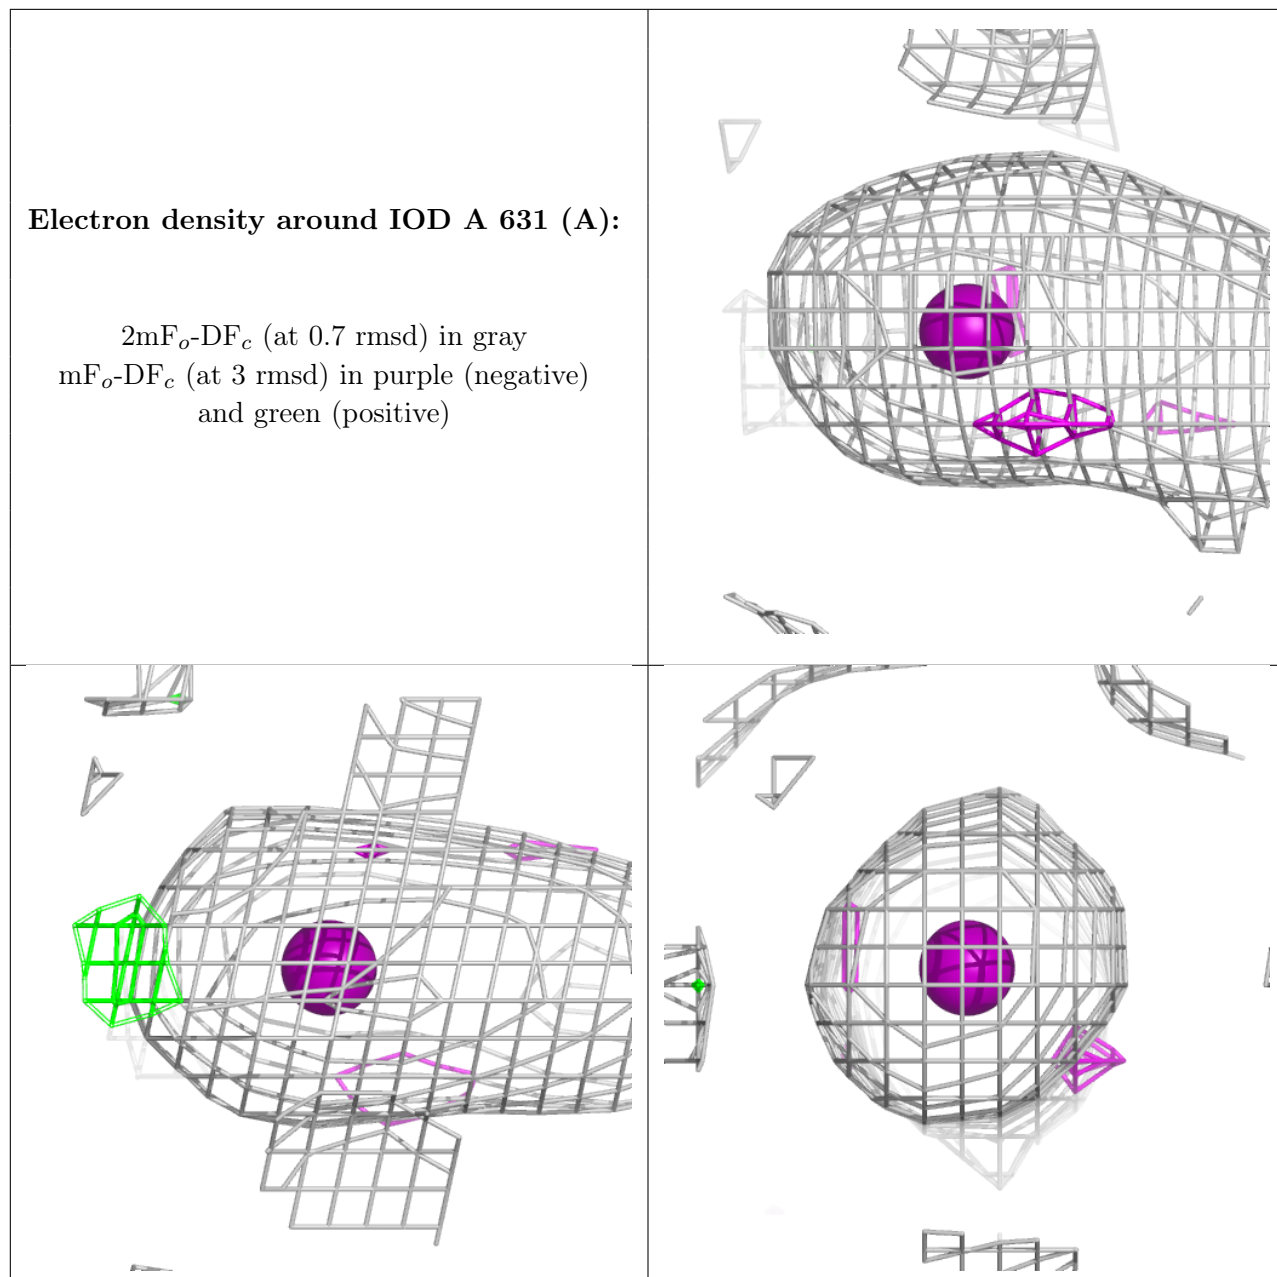 Electron density around IOD A 631 (A):
2mFₒ-DF𝒸 (at 0.7 rmsd) in gray
mFₒ-DF𝒸 (at 3 rmsd) in purple (negative)
and green (positive)